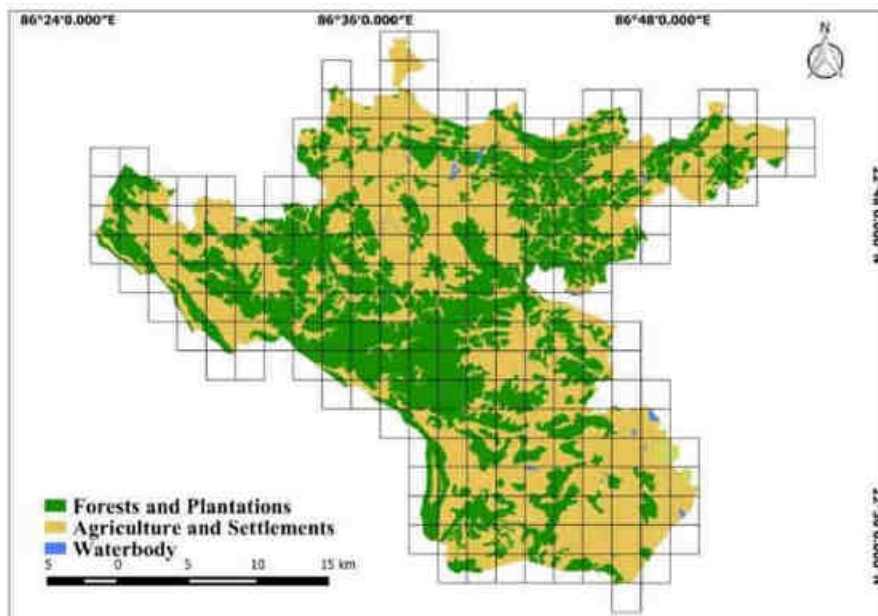 86°24'0.000"E 86°36'0.000"E 86°48'0.000"E
N
Forests and Plantations
Agriculture and Settlements
Waterbody
5 0 5 10 15 km